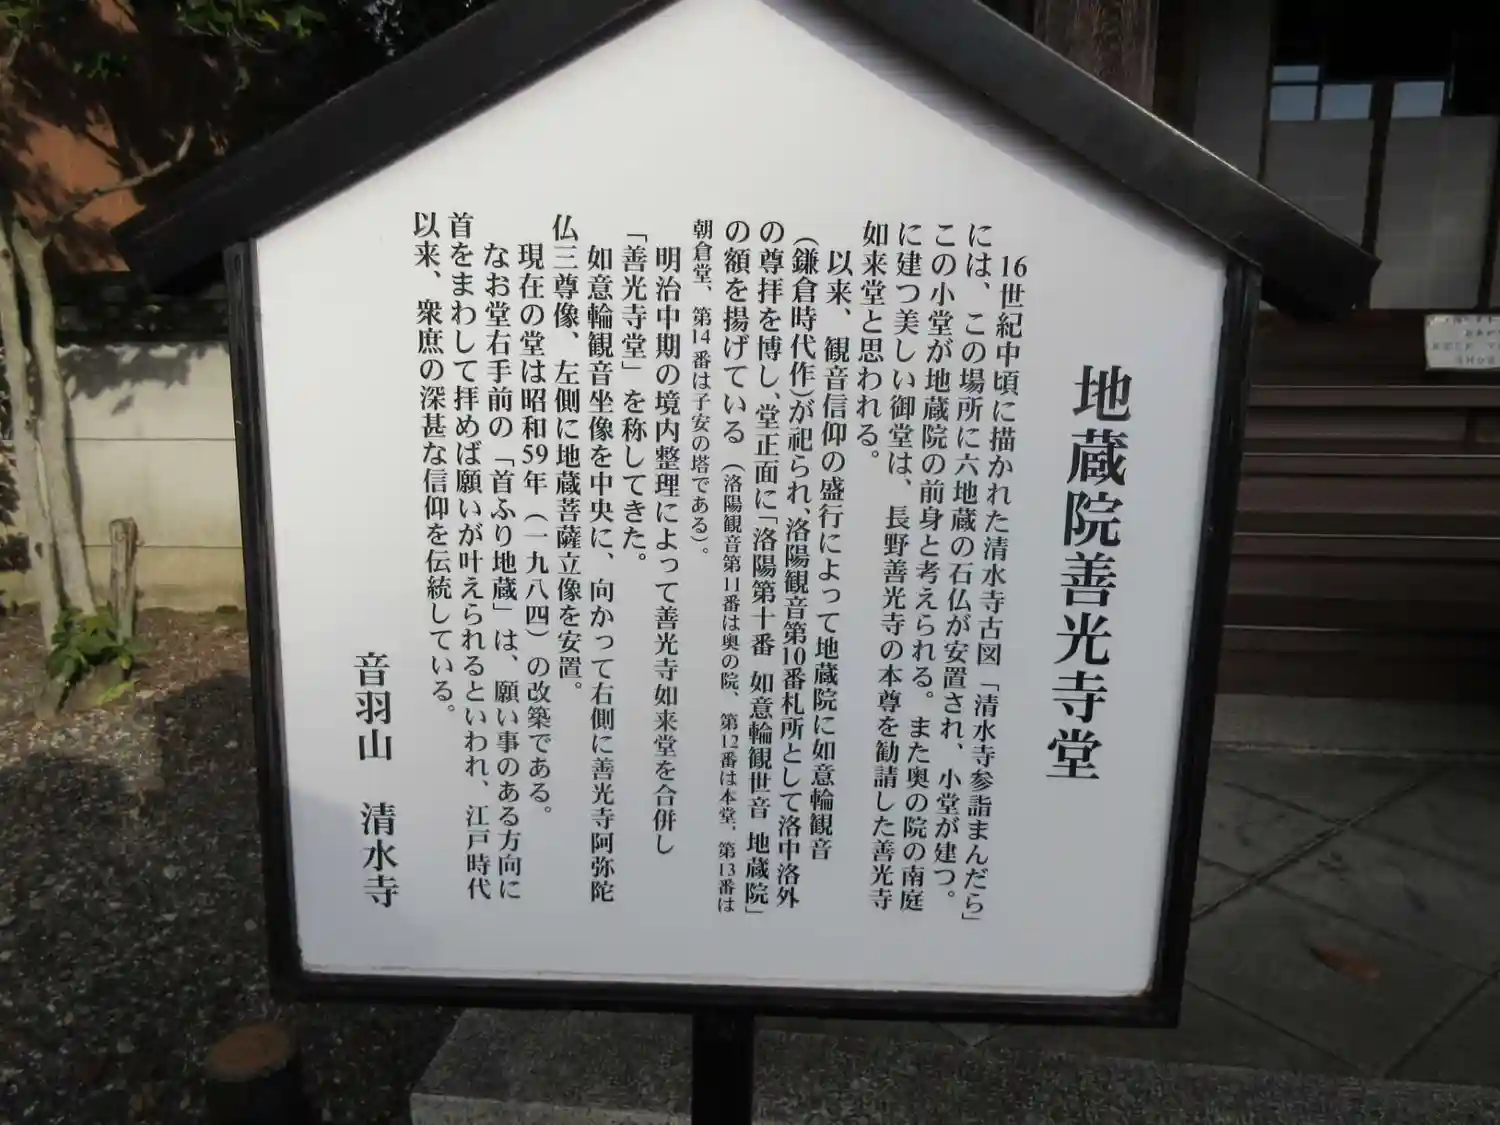 地蔵院善光寺堂
16世紀中頃に描かれた清水寺古図「清水寺参詣まんだら」
には、この場所に六地蔵の石仏が安置され、小堂が建つ。
この小堂が地蔵院の前身と考えられる。また奥の院の南庭
に建つ美しい御堂は、長野善光寺の本尊を勧請した善光寺
如来堂と思われる。
以来、観音信仰の盛行によって地蔵院に如意輪観音
(鎌倉時代作)が祀られ、洛陽観音第10番札所として洛中洛外
の尊拝を博し、堂正面に「洛陽第十番 如意輪観世音 地蔵院」
の額を揚げている(洛陽観音第11番は奥の院、第12番は本堂、第13番は
朝倉堂、第14番は子安の塔である)。
明治中期の境内整理によって善光寺如来堂を合併し
「善光寺堂」を称してきた。
如意輪観音坐像を中央に、向かって右側に善光寺阿弥陀
仏三尊像、左側に地蔵菩薩立像を安置。
現在の堂は昭和59年(一九八四)の改築である。
なお堂右手前の「首ふり地蔵」は、願い事のある方向に
首をまわして拝めば願いが叶えられるといわれ、江戸時代
以来、衆庶の深甚な信仰を伝統している。
音羽山 清水寺